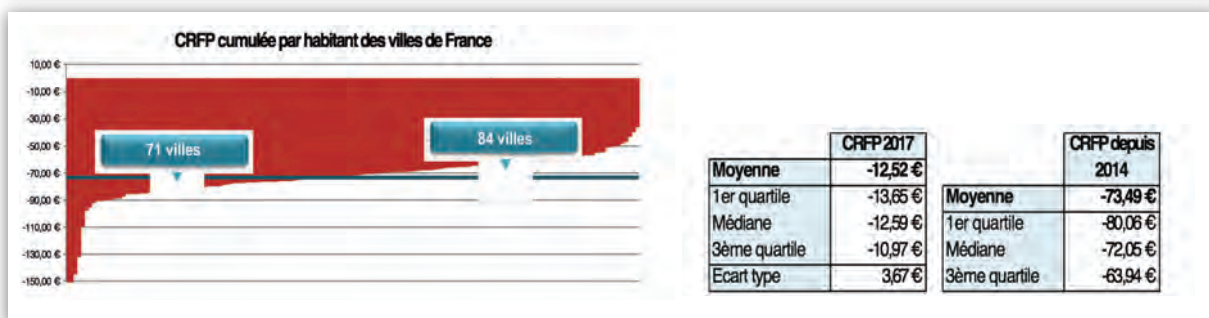 CRFP cumulée par habitant des villes de France
10,00 €
-10,00 €
-30,00 €
-50,00 €
-70,00 €
-90,00 €
-110,00 €
-130,00 €
-150,00 €
71 villes
84 villes
CRFP 2017
Moyenne -12,52 €
1er quartile -13,65 €
Médiane -12,59 €
3ème quartile -10,97 €
Ecart type 3,67 €
CRFP depuis
2014
Moyenne -73,49 €
1er quartile -80,06 €
Médiane -72,05 €
3ème quartile -63,94 €